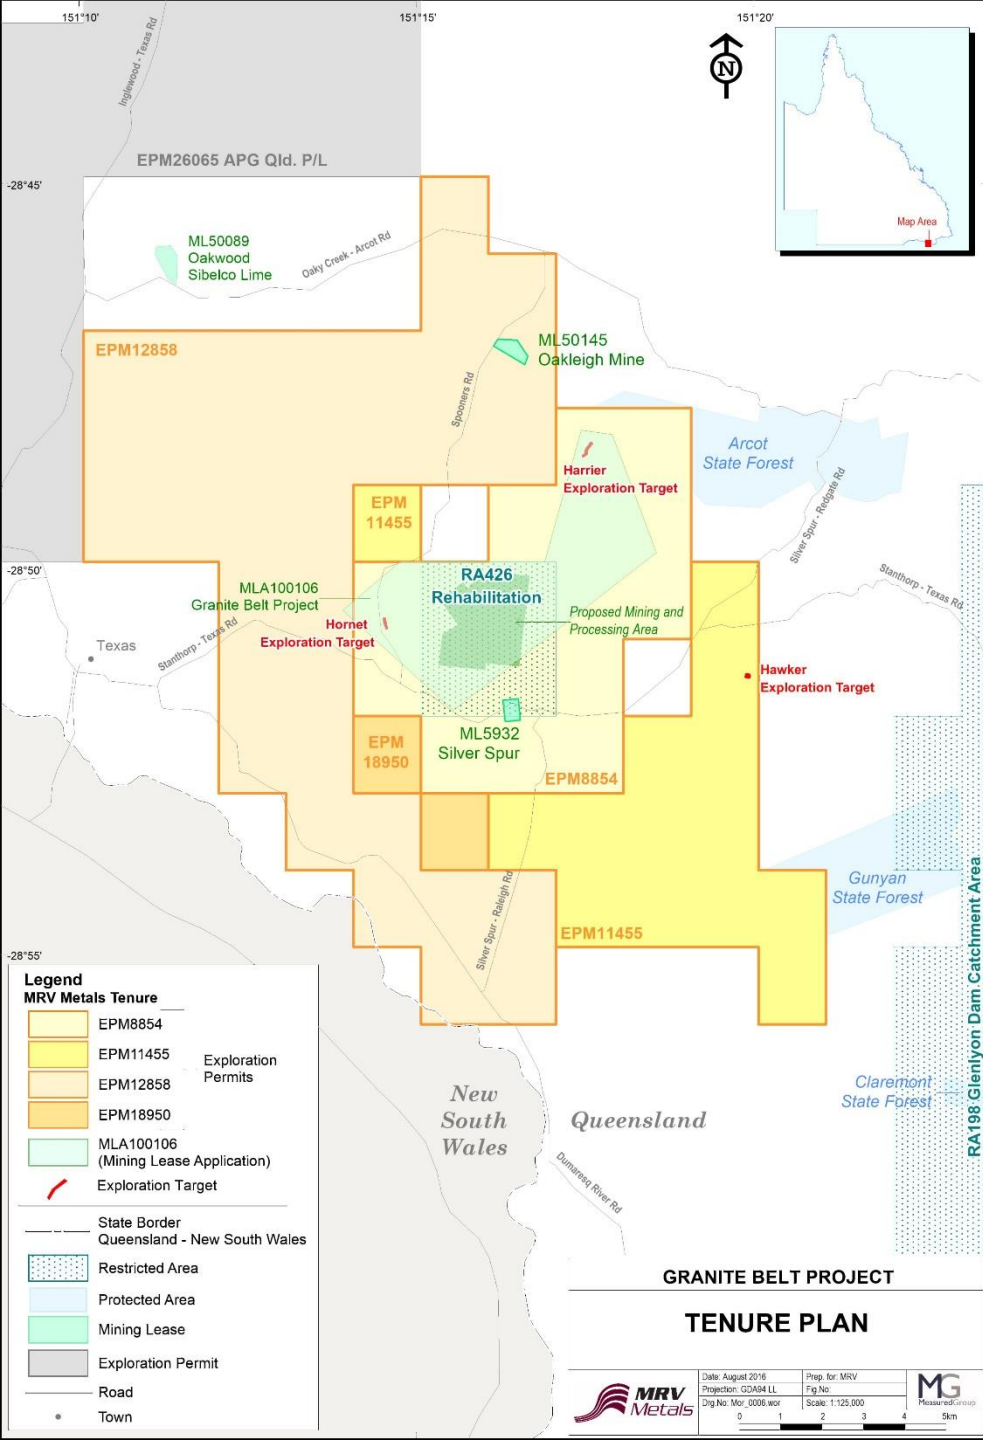 151°10'
151°15'
151°20'
Inglewood - Texas Rd
N
Map Area
EPM26065 APG Qld. P/L
-28°45'
ML50089
Oakwood
Sibelco Lime
Oaky Creek - Arcot Rd
EPM12858
ML50145
Oakleigh Mine
Spooners Rd
Arcot
State Forest
Harrier
Exploration Target
Silver Spur - Redgate Rd
EPM
11455
-28°50'
RA426
Rehabilitation
Stanthorp - Texas Rd
MLA100106
Granite Belt Project
Proposed Mining and
Processing Area
Hornet
Exploration Target
Texas
Stanthorp - Texas Rd
Hawker
Exploration Target
ML5932
Silver Spur
EPM
18950
EPM8854
Gunyan
State Forest
Silver Spur - Raleigh Rd
EPM11455
RA198 Glenlyon Dam Catchment Area
-28°55'
Claremont
State Forest
New
South
Wales
Queensland
Dumaresq River Rd
Legend
MRV Metals Tenure
EPM8854
EPM11455
EPM12858
EPM18950
Exploration
Permits
MLA100106
(Mining Lease Application)
Exploration Target
State Border
Queensland - New South Wales
Restricted Area
Protected Area
Mining Lease
Exploration Permit
Road
Town
GRANITE BELT PROJECT
TENURE PLAN
MRV
Metals
Date: August 2016
Prep. for: MRV
Projection: GDA94 LL
Fig.No:
Drg.No: Mor_0006.wor
Scale: 1:125,000
0 1 2 3 4 5km
MG
MeasuredGroup